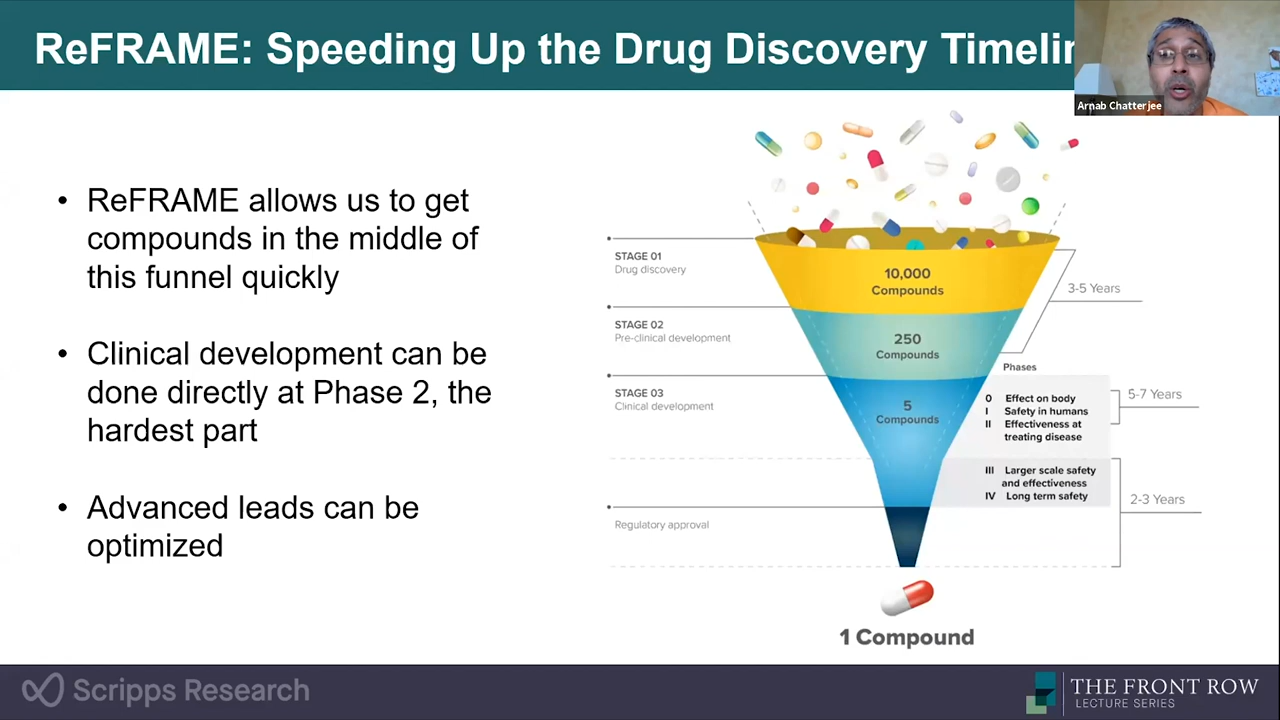 ReFRAME: Speeding Up the Drug Discovery Timelin
Arnab Chatterjee
• ReFRAME allows us to get
compounds in the middle of
this funnel quickly
• Clinical development can be
done directly at Phase 2, the
hardest part
• Advanced leads can be
optimized
STAGE 01
Drug discovery
10,000
Compounds
3-5 Years
STAGE 02
Pre-clinical development
250
Compounds
STAGE 03
Clinical development
5
Compounds
Phases
0 Effect on body
I Safety in humans
II Effectiveness at
treating disease
5-7 Years
III Larger scale safety
and effectiveness
IV Long term safety
2-3 Years
Regulatory approval
1 Compound
Scripps Research
THE FRONT ROW
LECTURE SERIES